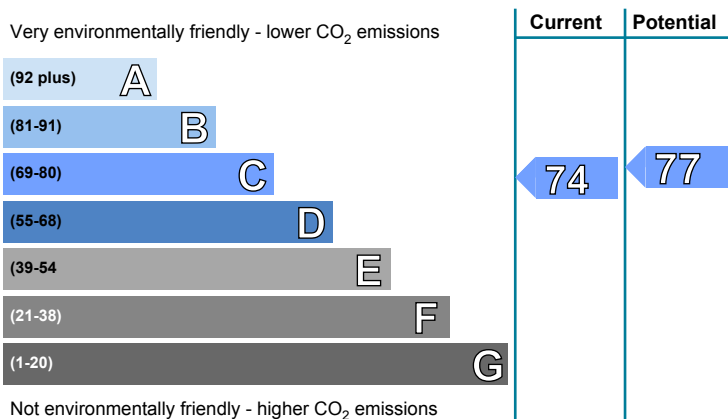 Current Potential
Very environmentally friendly - lower CO2 emissions
(92 plus) A
(81-91) B
(69-80) C 74 77
(55-68) D
(39-54 E
(21-38) F
(1-20) G
Not environmentally friendly - higher CO2 emissions